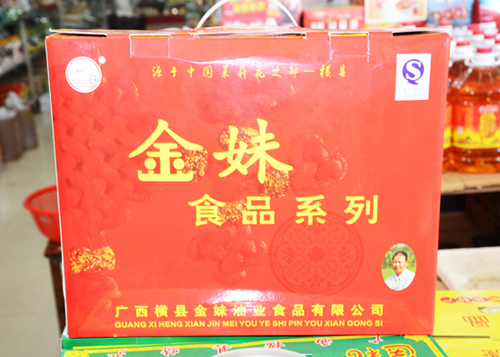 源于中国茉莉花之都—横县
金妹
食品系列
广西横县金妹油业食品有限公司
GUANG XI HENG XIAN JIN MEI YOU YE SHI PIN YOU XIAN GONG SI